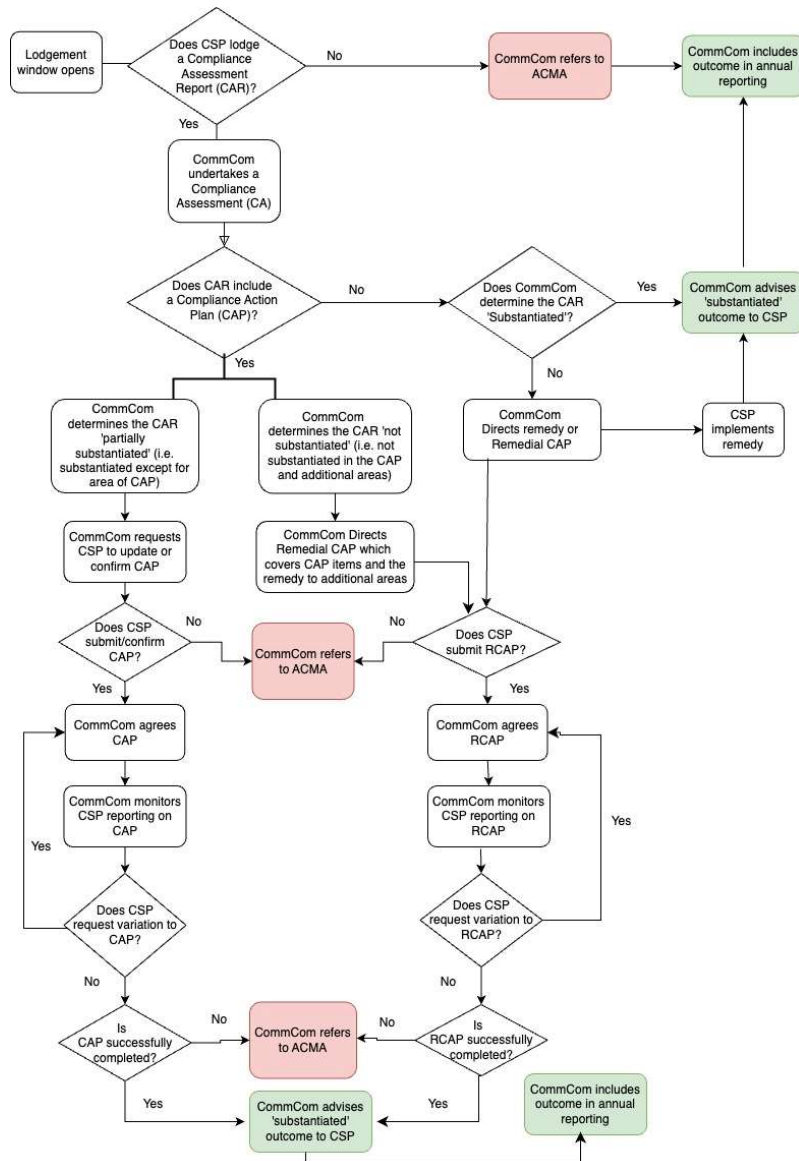 Lodgement
window opens
Does CSP lodge
a Compliance
Assessment
Report (CAR)?
No
CommCom refers to
ACMA
CommCom includes
outcome in annual
reporting
Yes
CommCom
undertakes a
Compliance
Assessment (CA)
Does CAR include
a Compliance Action
Plan (CAP)?
No
Does CommCom
determine the CAR
'Substantiated'?
Yes
CommCom advises
'substantiated'
outcome to CSP
Yes
No
CommCom
determines the CAR
'partially
substantiated' (i.e.
substantiated except for
area of CAP)
CommCom
determines the CAR 'not
substantiated' (i.e. not
substantiated in the CAP
and additional areas)
CommCom
Directs remedy or
Remedial CAP
CSP
implements
remedy
CommCom requests
CSP to update or
confirm CAP
CommCom Directs
Remedial CAP which
covers CAP items and the
remedy to additional areas
Does CSP
submit/confirm
CAP?
No
CommCom refers
to ACMA
No
Does CSP
submit RCAP?
Yes
Yes
CommCom agrees
CAP
CommCom agrees
RCAP
CommCom monitors
CSP reporting on
CAP
CommCom monitors
CSP reporting on
RCAP
Yes
Yes
Does CSP
request variation to
CAP?
Does CSP
request variation to
RCAP?
No
No
Is
CAP successfully
completed?
No
CommCom refers
to ACMA
No
Is
RCAP successfully
completed?
Yes
CommCom advises
'substantiated'
outcome to CSP
Yes
CommCom includes
outcome in annual
reporting